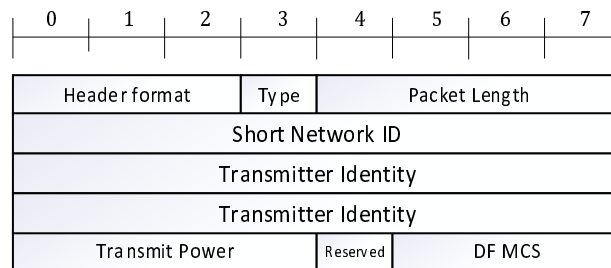 0 1 2 3 4 5 6 7
Header format Type Packet Length
Short Network ID
Transmitter Identity
Transmitter Identity
Transmit Power Reserved DF MCS